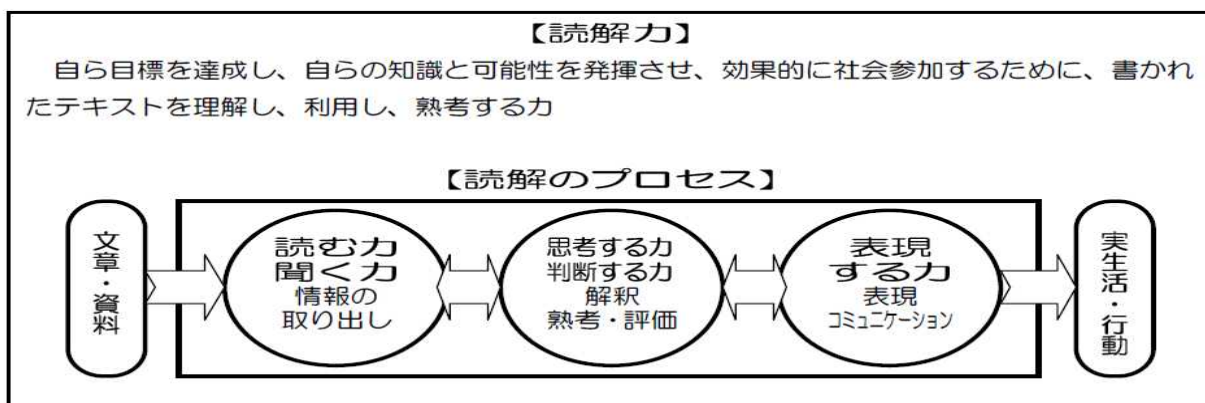 【読解力】
自ら目標を達成し、自らの知識と可能性を発揮させ、効果的に社会参加するために、書かれ
たテキストを理解し、利用し、熟考する力
【読解のプロセス】
文章・資料
読む力
聞く力
情報の
取り出し
思考する力
判断する力
解釈
熟考・評価
表現
する力
表現
コミュニケーション
実生活・行動